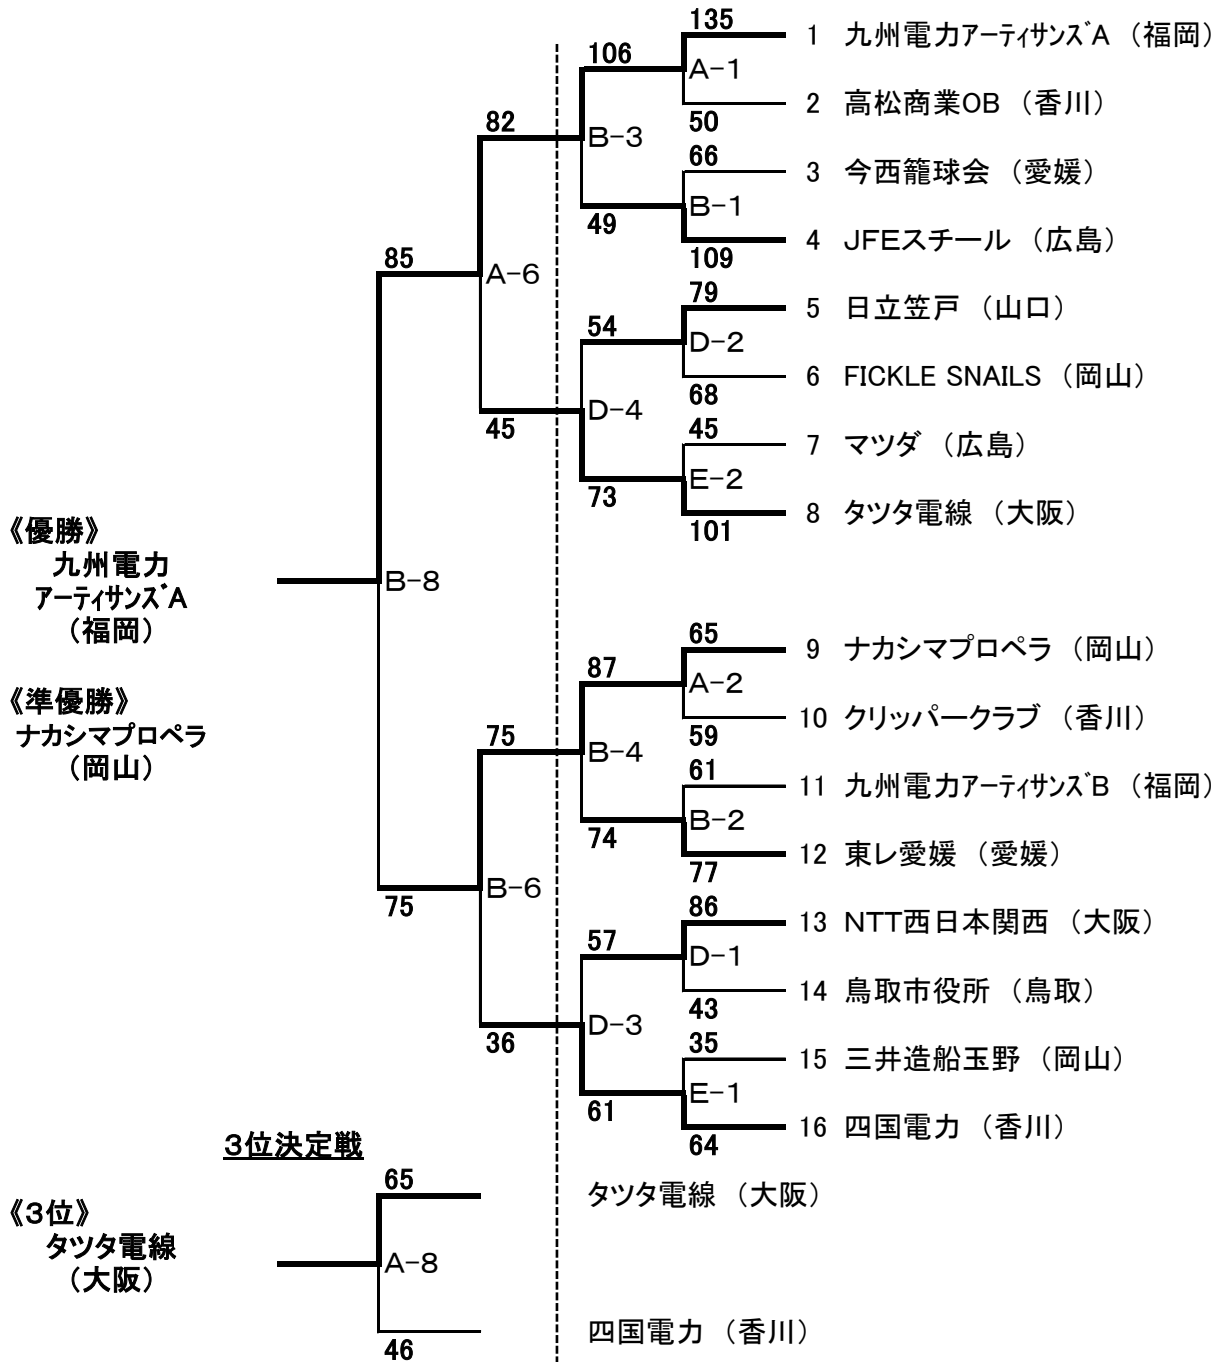 135
1 九州電力アーティサンズA （福岡）
106
A-1
2 高松商業OB （香川）
50
82
B-3
66
3 今西籠球会 （愛媛）
B-1
49
4 JFEスチール （広島）
109
85
A-6
79
5 日立笠戸 （山口）
54
D-2
6 FICKLE SNAILS （岡山）
68
D-4
45
45
7 マツダ （広島）
E-2
73
8 タツタ電線 （大阪）
101
《優勝》
九州電力
アーティサンズA
（福岡）
B-8
65
9 ナカシマプロペラ （岡山）
87
A-2
《準優勝》
ナカシマプロペラ
（岡山）
10 クリッパークラブ （香川）
59
75
B-4
61
11 九州電力アーティサンズB （福岡）
B-2
74
12 東レ愛媛 （愛媛）
77
75
B-6
86
13 NTT西日本関西 （大阪）
57
D-1
14 鳥取市役所 （鳥取）
43
D-3
36
35
15 三井造船玉野 （岡山）
E-1
61
16 四国電力 （香川）
64
3位決定戦
65
タツタ電線 （大阪）
《3位》
タツタ電線
（大阪）
A-8
四国電力 （香川）
46